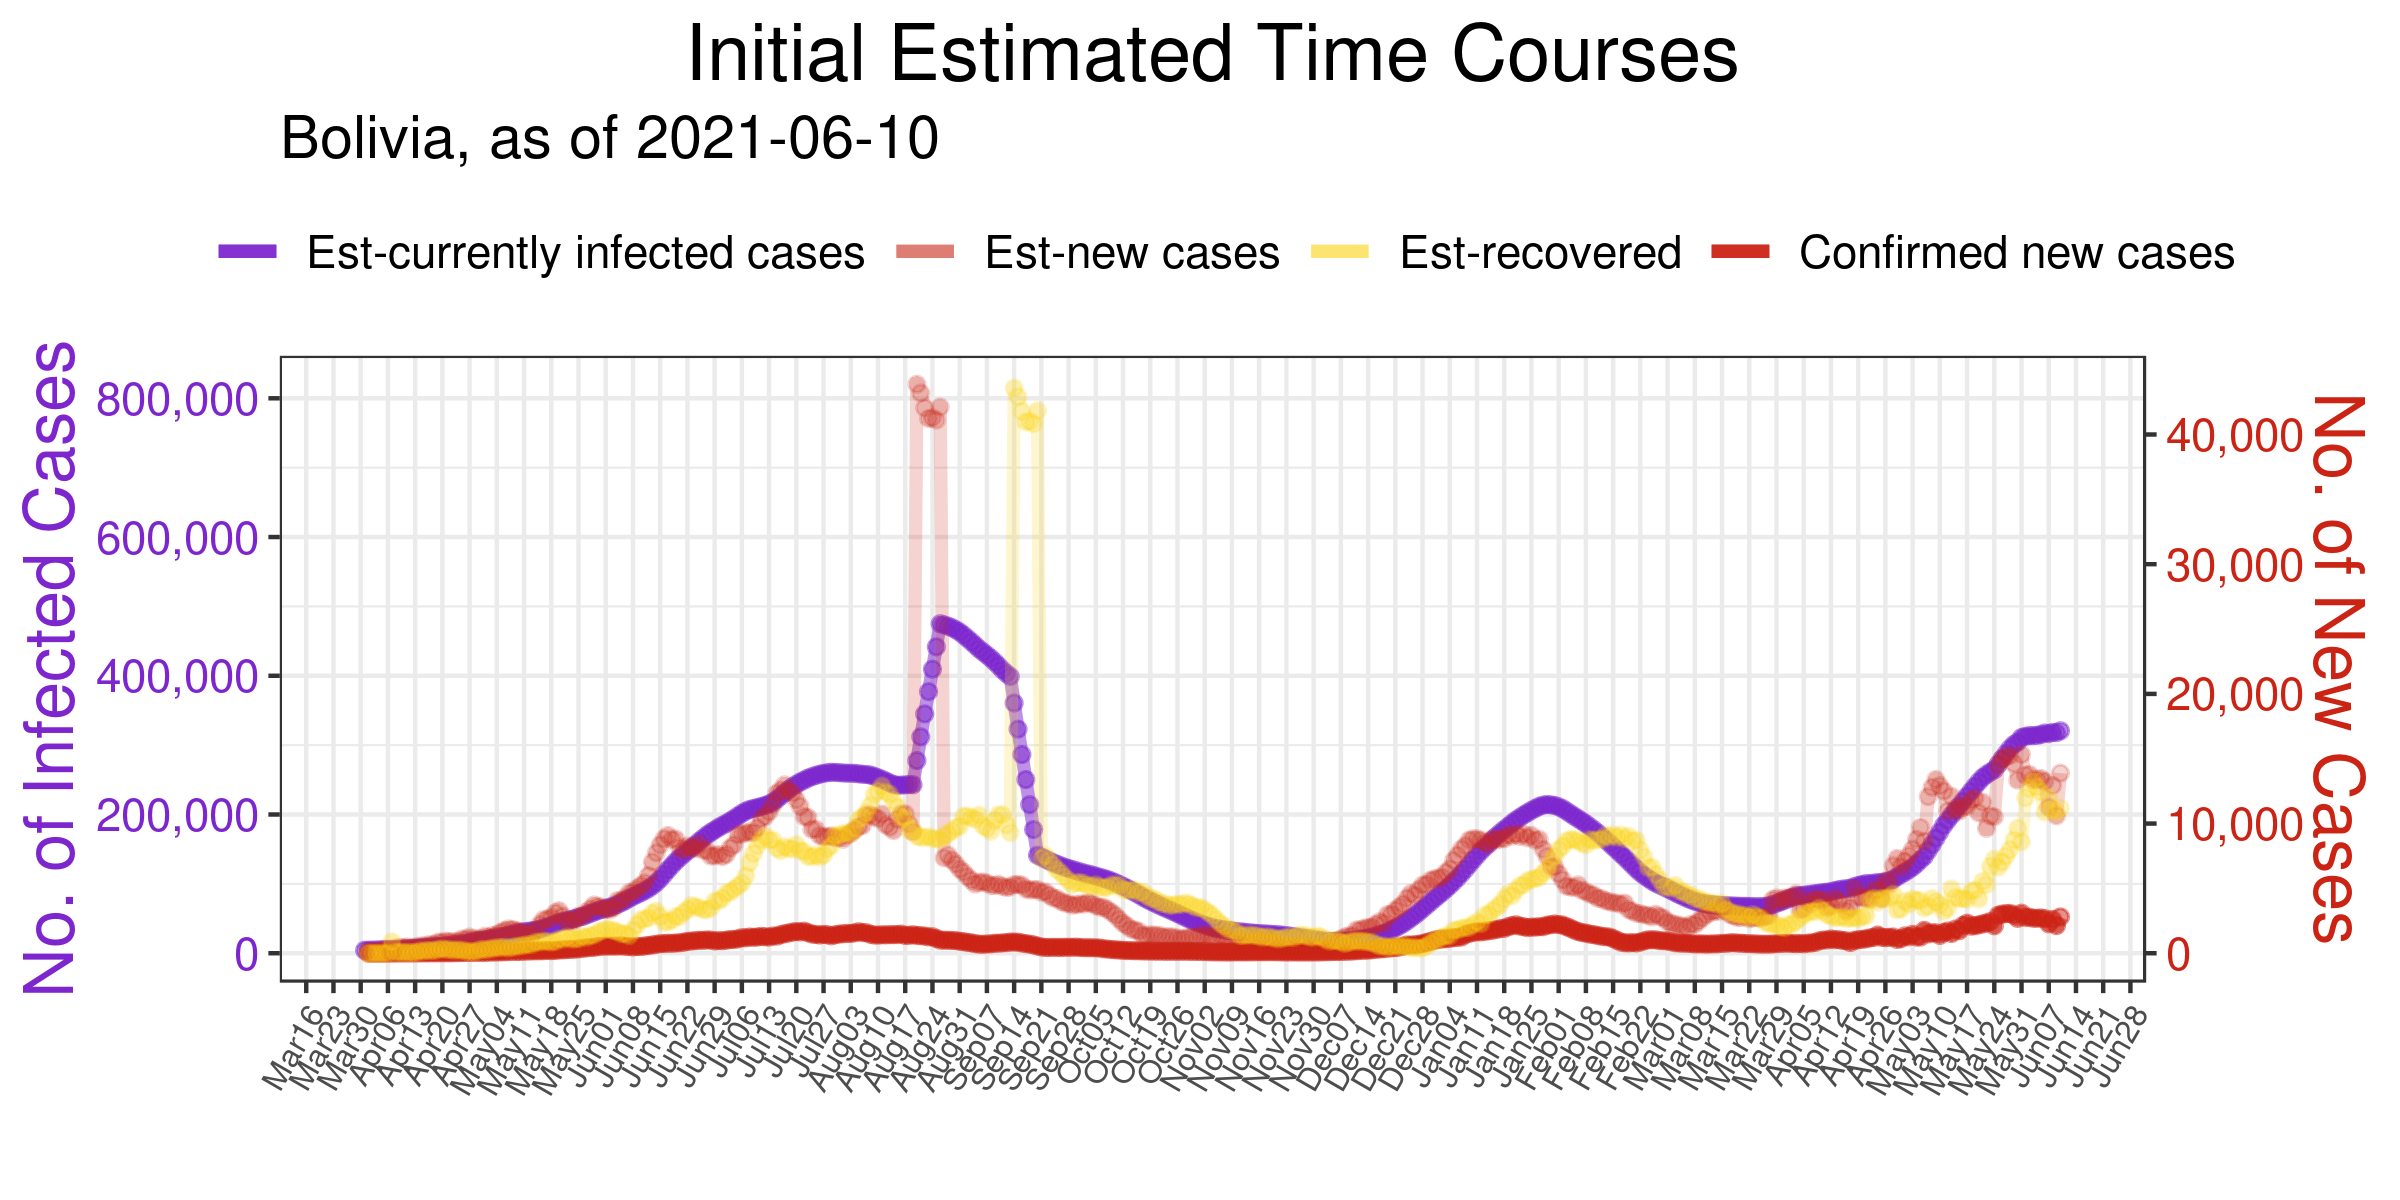 Initial Estimated Time Courses
Bolivia, as of 2021-06-10
Est-currently infected cases Est-new cases Est-recovered Confirmed new cases
No. of Infected Cases
800,000
600,000
400,000
200,000
0
40,000
30,000
20,000
10,000
0
No. of New Cases
Mar16 Mar23 Mar30 Apr06 Apr13 Apr20 Apr27 May04 May11 May18 May25 Jun01 Jun08 Jun15 Jun22 Jun29 Jul06 Jul13 Jul20 Jul27 Aug03 Aug10 Aug17 Aug24 Aug31 Sep07 Sep14 Sep21 Sep28 Oct05 Oct12 Oct19 Oct26 Nov02 Nov09 Nov16 Nov23 Nov30 Dec07 Dec14 Dec21 Dec28 Jan04 Jan11 Jan18 Jan25 Feb01 Feb08 Feb15 Feb22 Mar01 Mar08 Mar15 Mar22 Mar29 Apr05 Apr12 Apr19 Apr26 May03 May10 May17 May24 May31 Jun07 Jun14 Jun21 Jun28